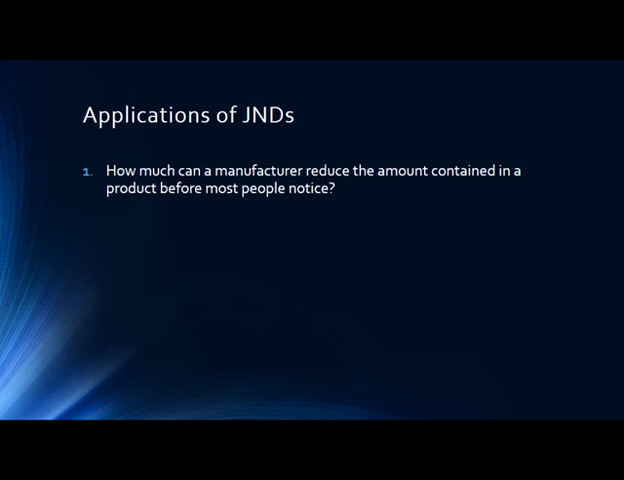 Applications of JNDs
1. How much can a manufacturer reduce the amount contained in a
product before most people notice?